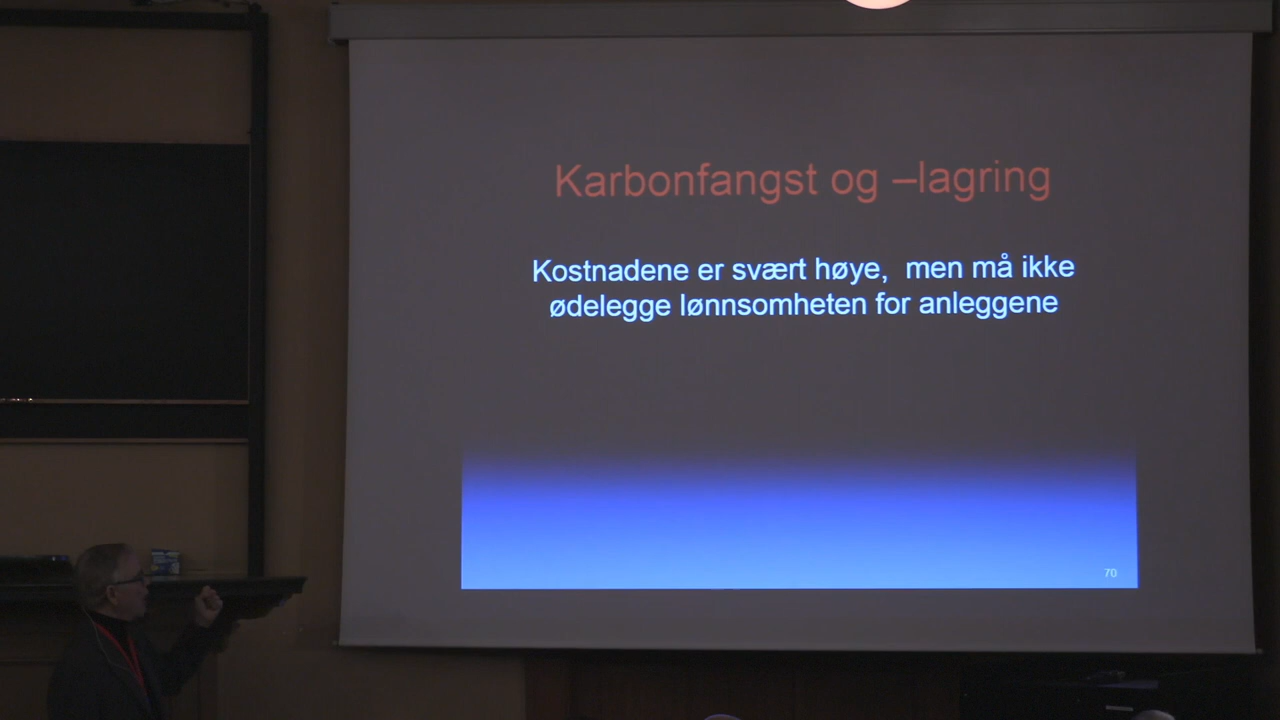 Karbonfangst og –lagring
Kostnadene er svært høye, men må ikke
ødelegge lønnsomheten for anleggene
70